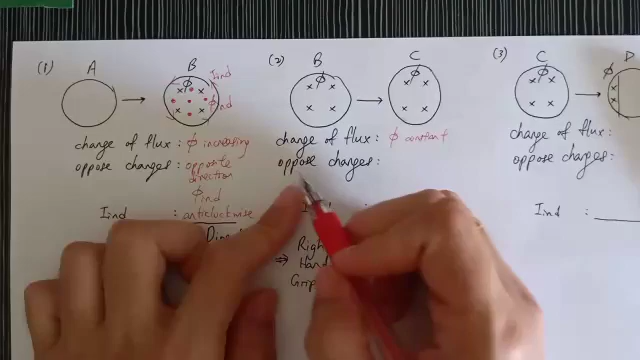 (1) A B
ϕ Iind
ϕind
change of flux : ϕ increasing
oppose changes : opposite
direction
ϕind
Iind : anticlockwise
(2) B C
ϕ ϕ
change of flux : ϕ constant
oppose changes :
⇒ Hand
Grip
(3) C D
ϕ ϕ
change of flux :
oppose changes :
Iind :